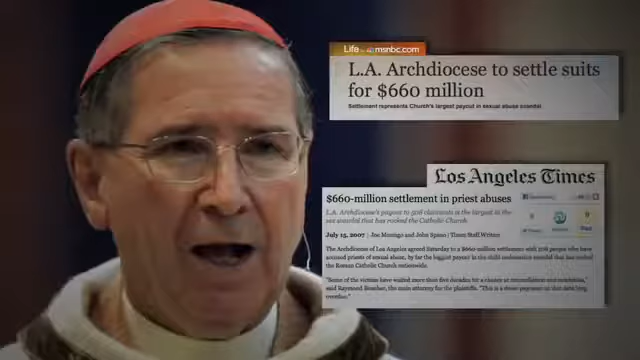 Life on msnbc.com
L.A. Archdiocese to settle suits
for $660 million
Settlement represents Church's largest payout in sexual abuse scandal
Los Angeles Times
$660-million settlement in priest abuses
L.A. Archdiocese's payout to 508 claimants is the largest in the
sex scandal that has rocked the Catholic Church.
July 15, 2007 | Joe Mozingo and John Spano | Times Staff Writers
The Archdiocese of Los Angeles agreed Saturday to a $660-million settlement with 508 people who have
accused priests of sexual abuse, by far the biggest payout in the child molestation scandal that has rocked
the Roman Catholic Church nationwide.
"Some of the victims have waited more than five decades for a chance at reconciliation and resolution,"
said Raymond Boucher, the main attorney for the plaintiffs. "This is a down payment on that debt long
overdue."